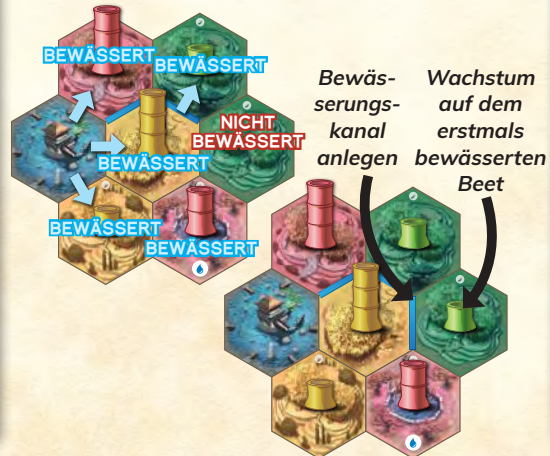 BEWÄSSERT
BEWÄSSERT
NICHT
BEWÄSSERT
BEWÄSSERT
BEWÄSSERT
BEWÄSSERT
Bewäs-
serungs-
kanal
anlegen
Wachstum
auf dem
erstmals
bewässerten
Beet